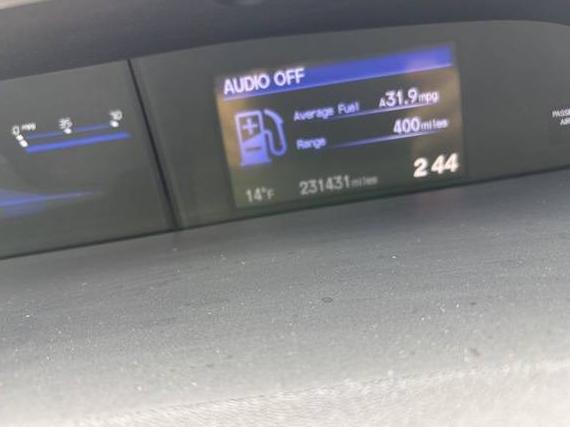 AUDIO OFF
Average Fuel A31.9mpg
Range 400miles
2:44
14°F 231431miles